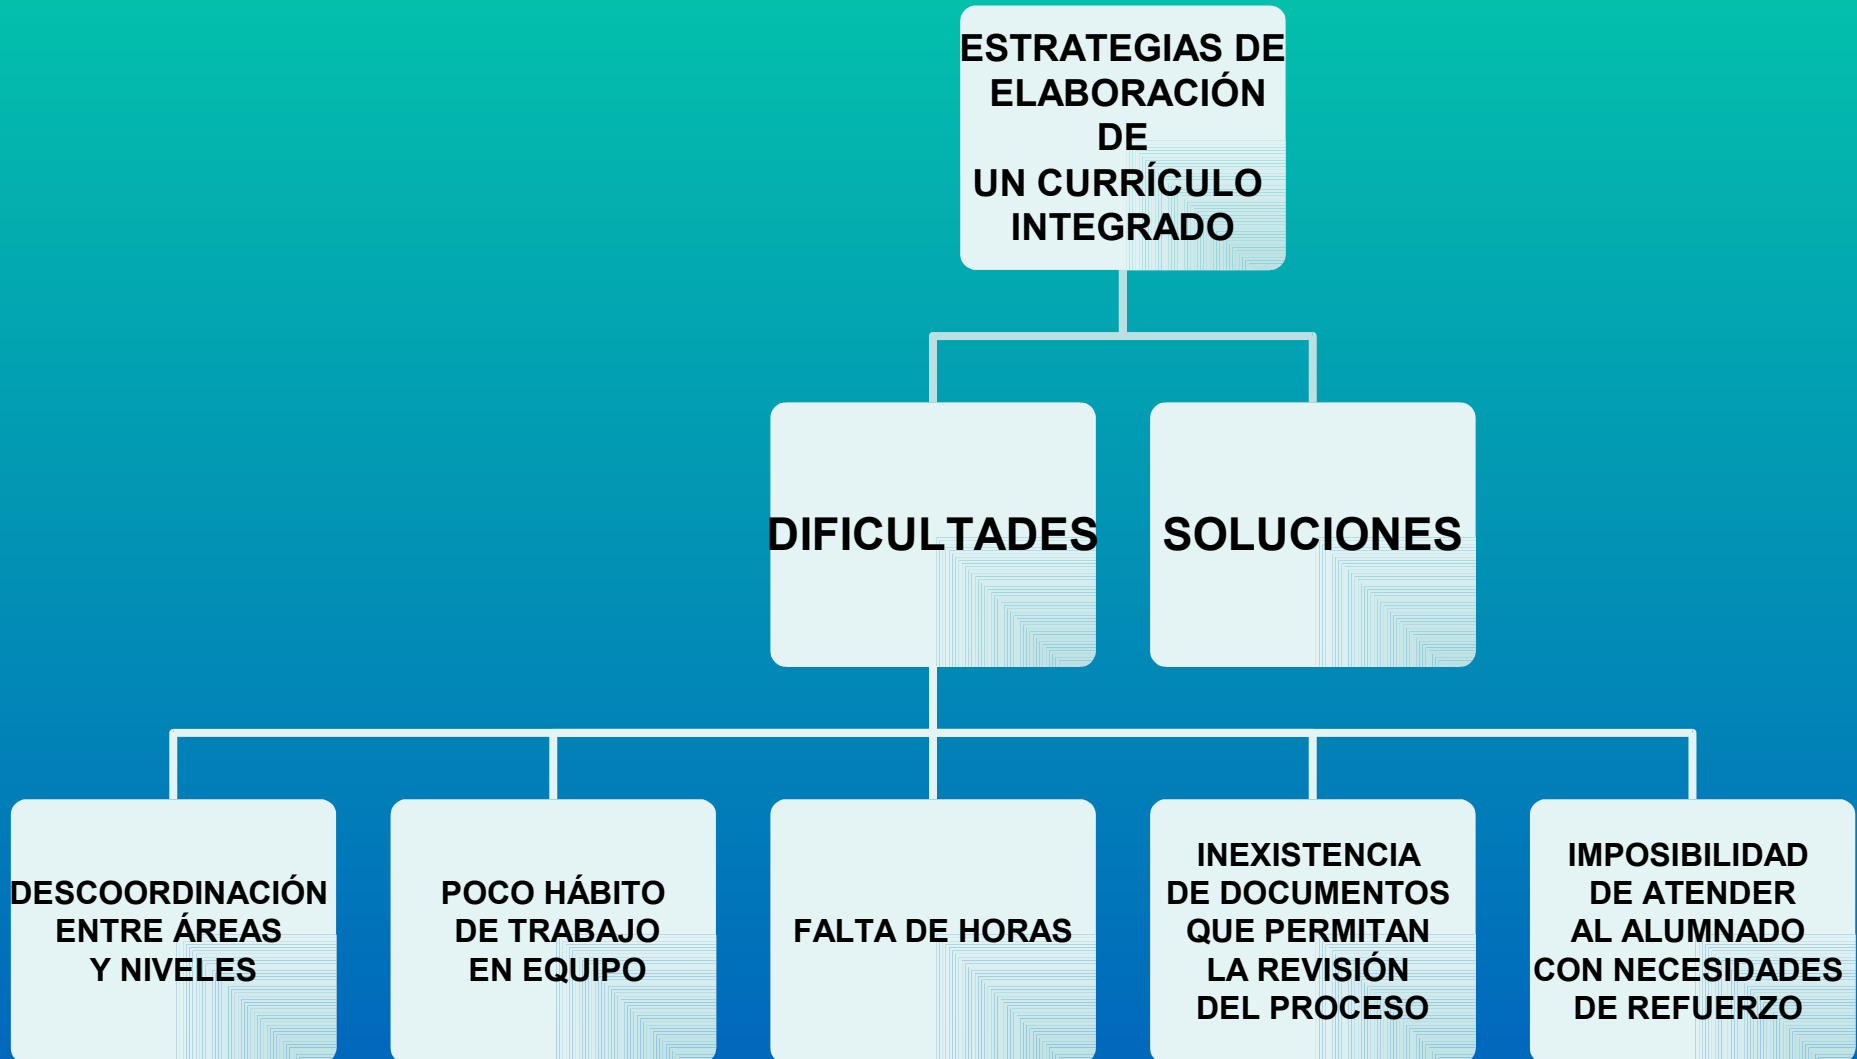 ESTRATEGIAS DE
ELABORACIÓN
DE
UN CURRÍCULO
INTEGRADO
DIFICULTADES
SOLUCIONES
DESCOORDINACIÓN
ENTRE ÁREAS
Y NIVELES
POCO HÁBITO
DE TRABAJO
EN EQUIPO
FALTA DE HORAS
INEXISTENCIA
DE DOCUMENTOS
QUE PERMITAN
LA REVISIÓN
DEL PROCESO
IMPOSIBILIDAD
DE ATENDER
AL ALUMNADO
CON NECESIDADES
DE REFUERZO